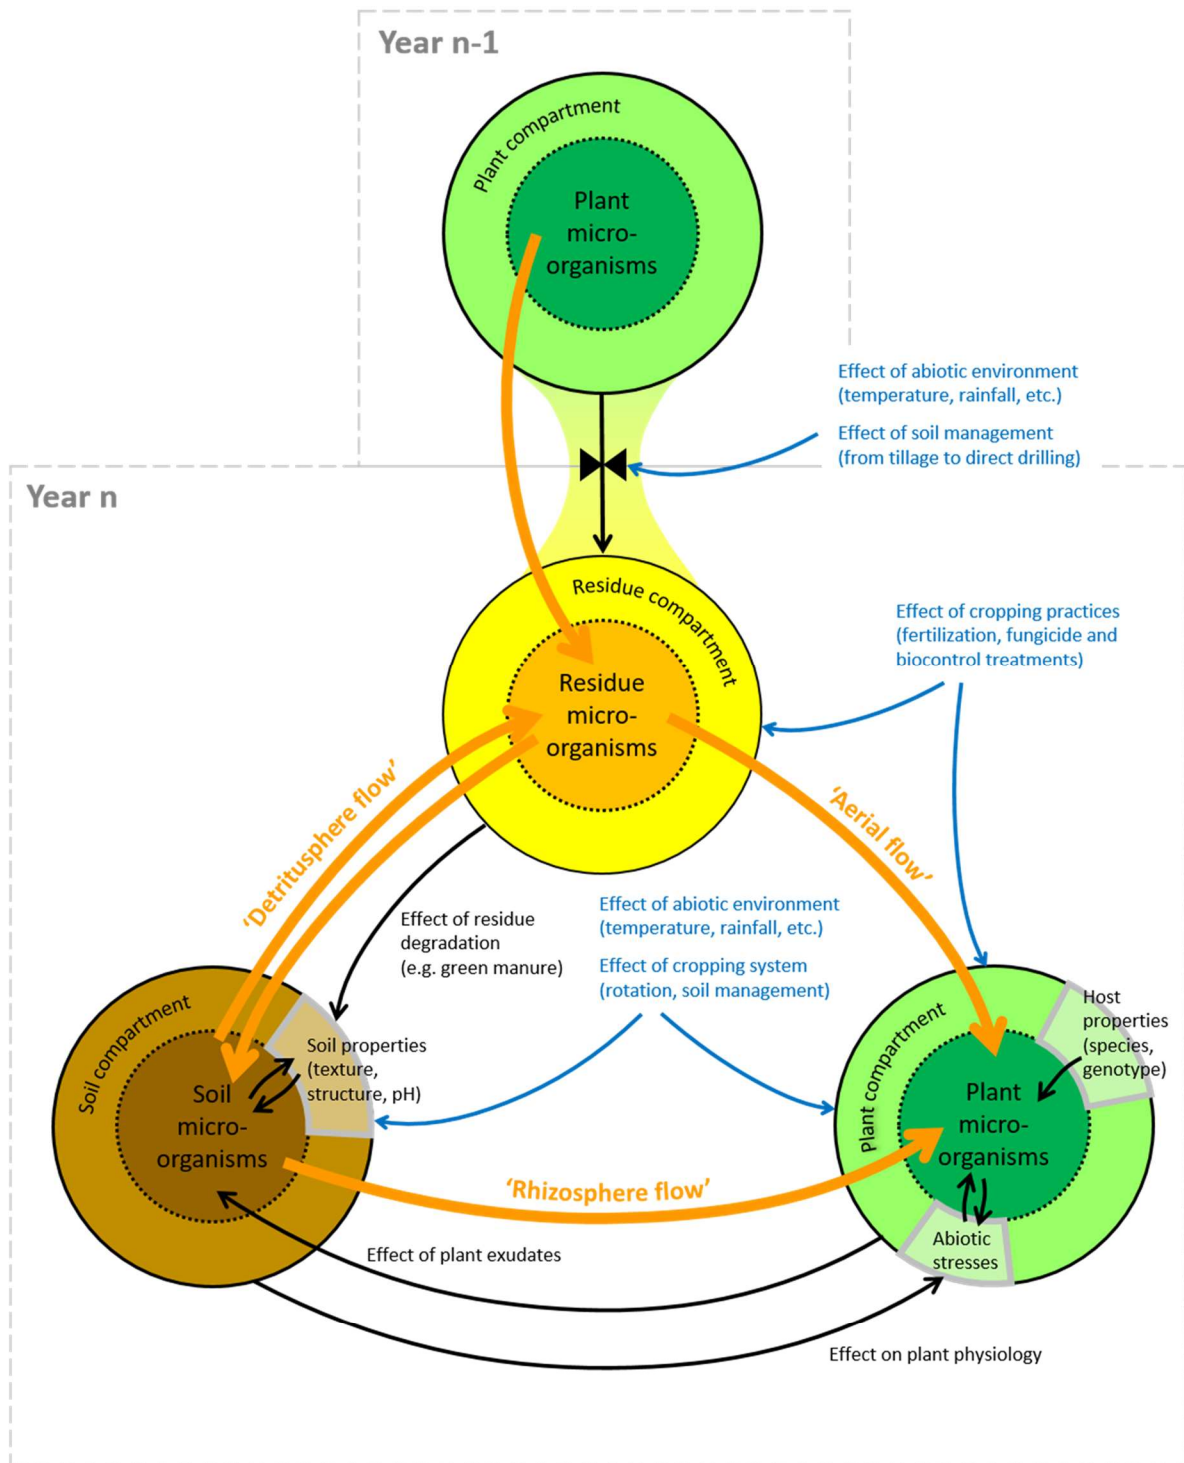 Year n-1
Plant compartment
Plant
micro-
organisms
Effect of abiotic environment
(temperature, rainfall, etc.)
Effect of soil management
(from tillage to direct drilling)
Year n
Residue compartment
Residue
micro-
organisms
Effect of cropping practices
(fertilization, fungicide and
biocontrol treatments)
‘Detritusphere flow’
‘Aerial flow’
Effect of residue
degradation
(e.g. green manure)
Effect of abiotic environment
(temperature, rainfall, etc.)
Effect of cropping system
(rotation, soil management)
Soil compartment
Soil properties
(texture,
structure, pH)
Soil
micro-
organisms
Plant compartment
Host
properties
(species,
genotype)
Plant
micro-
organisms
Abiotic
stresses
‘Rhizosphere flow’
Effect of plant exudates
Effect on plant physiology